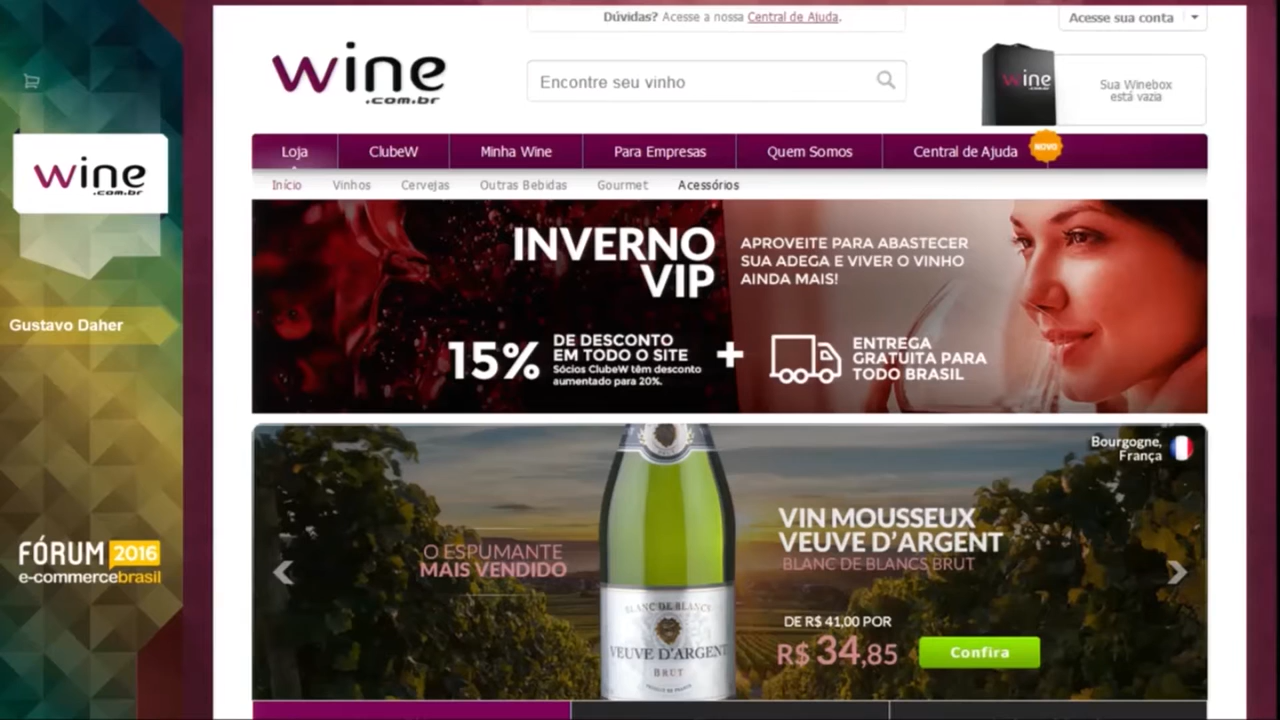 Dúvidas? Acesse a nossa Central de Ajuda.
Acesse sua conta
wine
.com.br
Encontre seu vinho
wine
Sua Winebox
está vazia
Loja
ClubeW
Minha Wine
Para Empresas
Quem Somos
Central de Ajuda
NOVO
Início
Vinhos
Cervejas
Outras Bebidas
Gourmet
Acessórios
wine
.com.br
Gustavo Daher
FÓRUM 2016
e-commercebrasil
INVERNO
VIP
APROVEITE PARA ABASTECER
SUA ADEGA E VIVER O VINHO
AINDA MAIS!
15%
DE DESCONTO
EM TODO O SITE
Sócios ClubeW têm desconto
aumentado para 20%.
+
ENTREGA
GRATUITA PARA
TODO BRASIL
Bourgogne,
França
O ESPUMANTE
MAIS VENDIDO
VIN MOUSSEUX
VEUVE D'ARGENT
BLANC DE BLANCS BRUT
DE R$ 41,00 POR
R$ 34,85
Confira
BLANC DE BLANCS
VEUVE D'ARGENT
BRUT